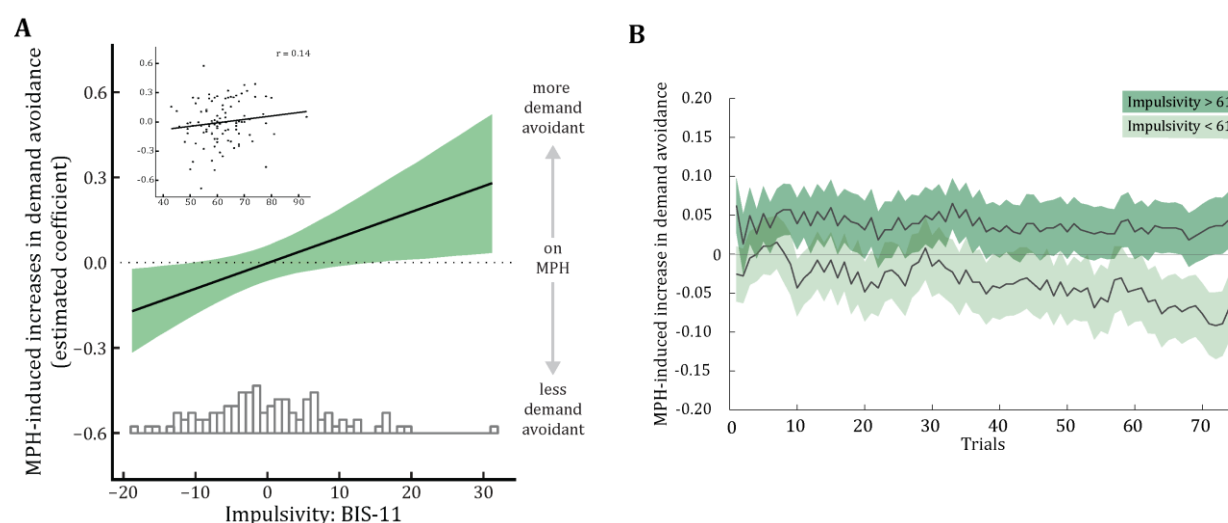 A
MPH-induced increases in demand avoidance
(estimated coefficient)
0.6
0.3
0.0
−0.3
−0.6
−20
−10
0
10
20
30
Impulsivity: BIS-11
r = 0.14
0.6
0.3
0.0
-0.3
-0.6
40
50
60
70
80
90
more
demand
avoidant
on
MPH
less
demand
avoidant
B
MPH-induced increase in demand avoidance
0.20
0.15
0.10
0.05
0
-0.05
-0.10
-0.15
-0.20
0
10
20
30
40
50
60
70
Trials
Impulsivity > 61
Impulsivity < 61